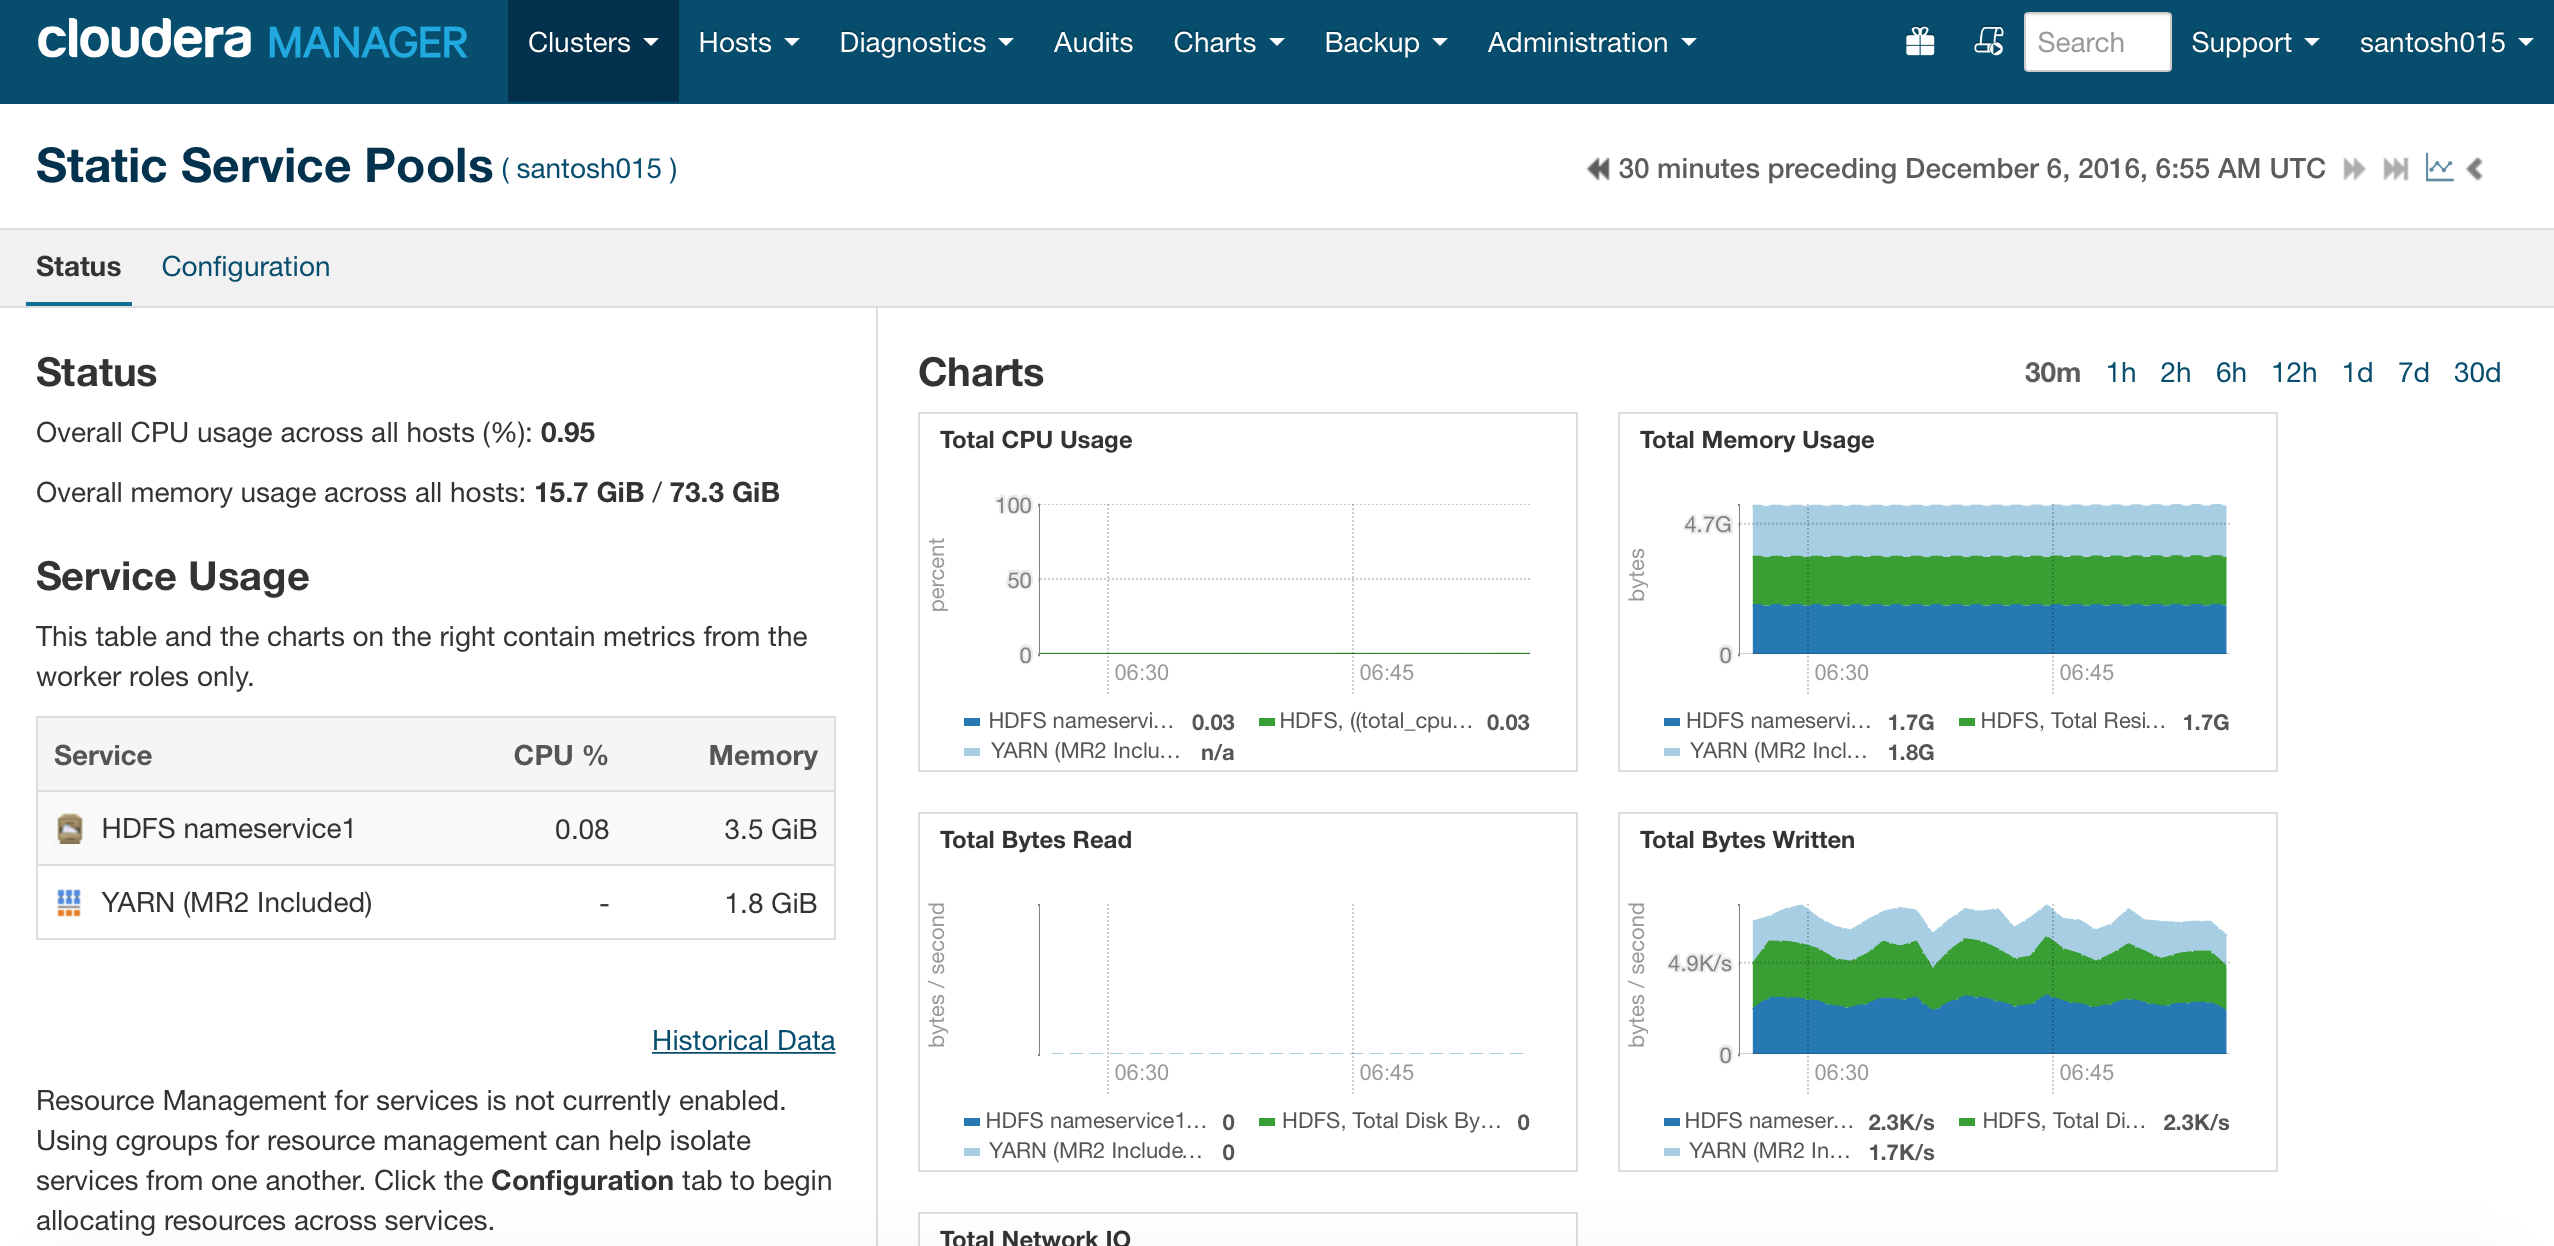 cloudera MANAGER Clusters Hosts Diagnostics Audits Charts Backup Administration Search Support santosh015
Static Service Pools ( santosh015 )
30 minutes preceding December 6, 2016, 6:55 AM UTC
Status Configuration
Status
Overall CPU usage across all hosts (%): 0.95
Overall memory usage across all hosts: 15.7 GiB / 73.3 GiB
Service Usage
This table and the charts on the right contain metrics from the
worker roles only.
Service CPU % Memory
HDFS nameservice1 0.08 3.5 GiB
YARN (MR2 Included) - 1.8 GiB
Historical Data
Resource Management for services is not currently enabled.
Using cgroups for resource management can help isolate
services from one another. Click the Configuration tab to begin
allocating resources across services.
Charts
30m 1h 2h 6h 12h 1d 7d 30d
Total CPU Usage
percent
100
50
0
06:30 06:45
HDFS nameservi... 0.03 HDFS, ((total_cpu... 0.03
YARN (MR2 Inclu... n/a
Total Memory Usage
bytes
4.7G
0
06:30 06:45
HDFS nameservi... 1.7G HDFS, Total Resi... 1.7G
YARN (MR2 Incl... 1.8G
Total Bytes Read
bytes / second
06:30 06:45
HDFS nameservice1... 0 HDFS, Total Disk By... 0
YARN (MR2 Include... 0
Total Bytes Written
bytes / second
4.9K/s
0
06:30 06:45
HDFS nameser... 2.3K/s HDFS, Total Di... 2.3K/s
YARN (MR2 In... 1.7K/s
Total Network IO